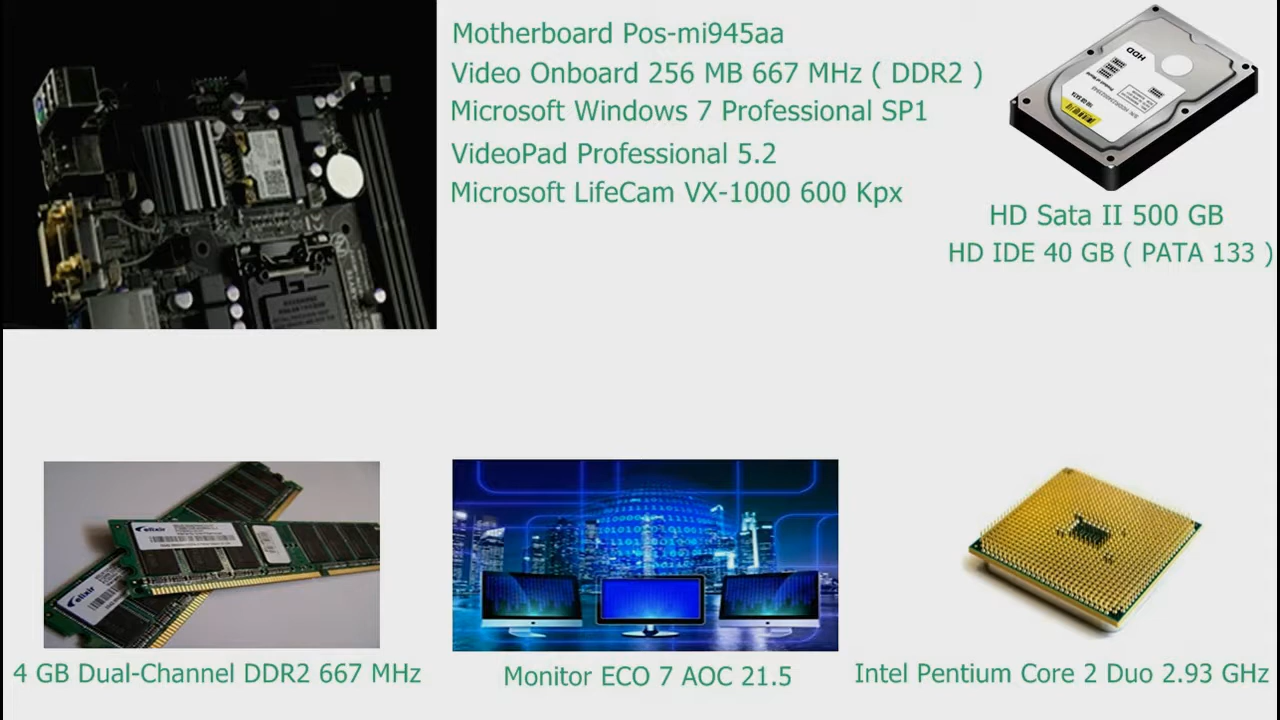 Motherboard Pos-mi945aa
Video Onboard 256 MB 667 MHz ( DDR2 )
Microsoft Windows 7 Professional SP1
VideoPad Professional 5.2
Microsoft LifeCam VX-1000 600 Kpx
HDD
HD Sata II 500 GB
HD IDE 40 GB ( PATA 133 )
elixir
elixir
4 GB Dual-Channel DDR2 667 MHz
Monitor ECO 7 AOC 21.5
Intel Pentium Core 2 Duo 2.93 GHz